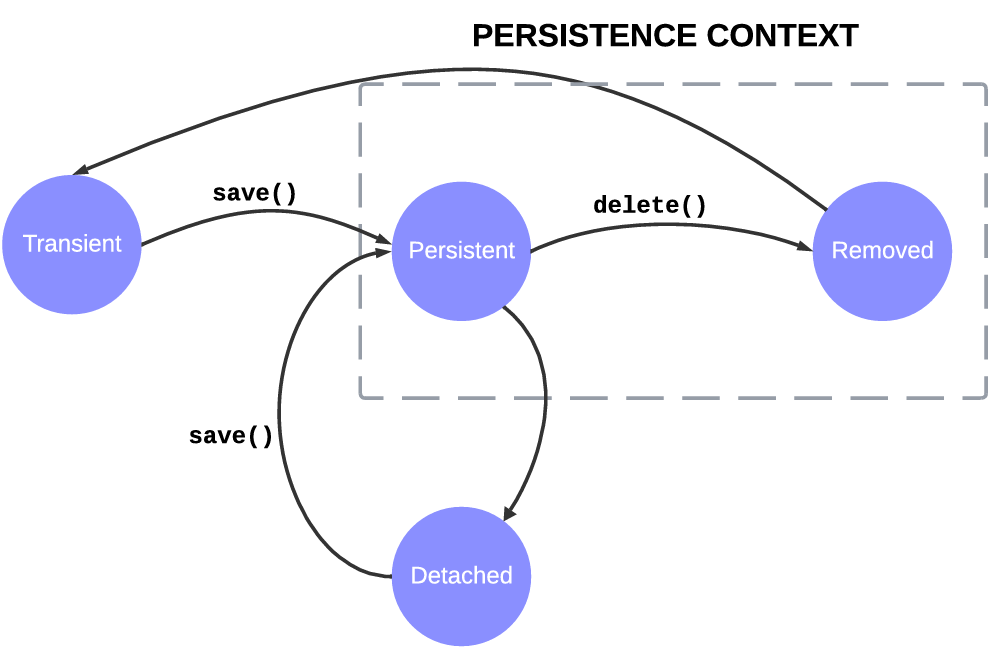 PERSISTENCE CONTEXT
save()
delete()
Transient
Persistent
Removed
save()
Detached